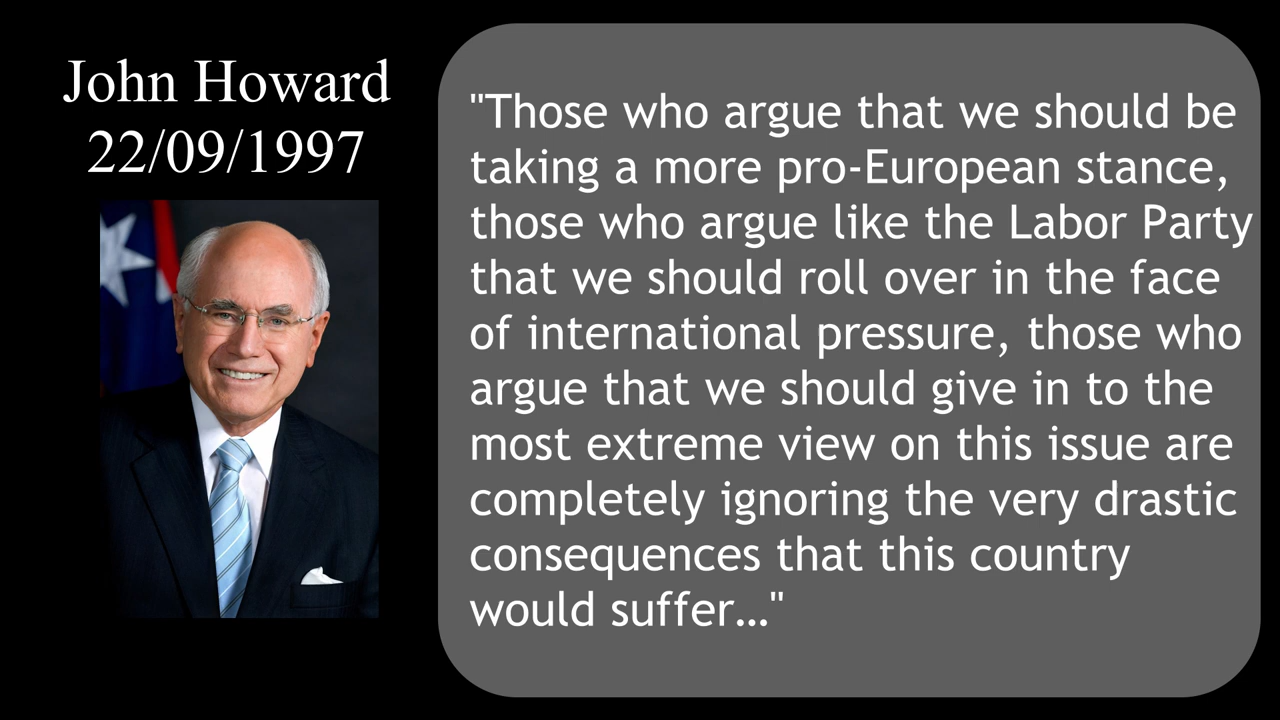 John Howard
22/09/1997
"Those who argue that we should be
taking a more pro-European stance,
those who argue like the Labor Party
that we should roll over in the face
of international pressure, those who
argue that we should give in to the
most extreme view on this issue are
completely ignoring the very drastic
consequences that this country
would suffer…"